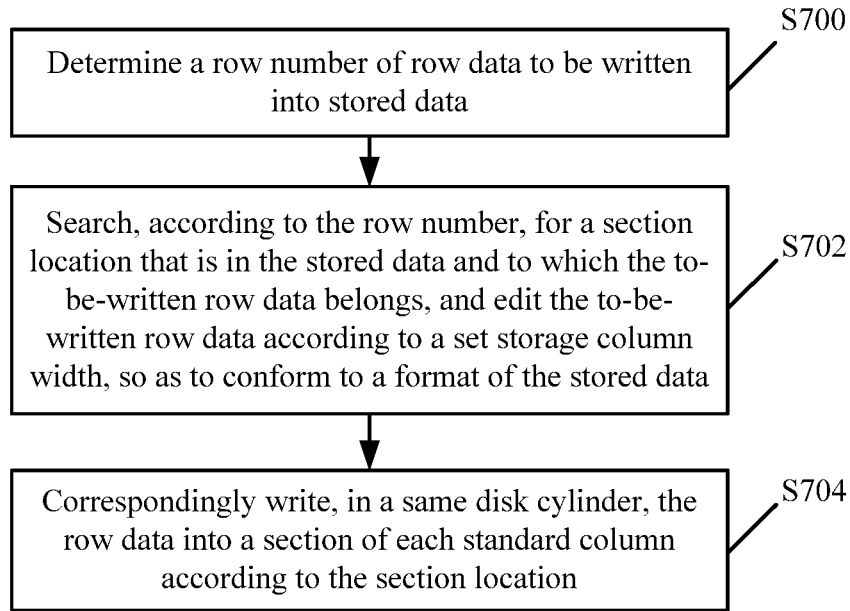 S700
Determine a row number of row data to be written
into stored data
S702
Search, according to the row number, for a section
location that is in the stored data and to which the to-
be-written row data belongs, and edit the to-be-
written row data according to a set storage column
width, so as to conform to a format of the stored data
S704
Correspondingly write, in a same disk cylinder, the
row data into a section of each standard column
according to the section location